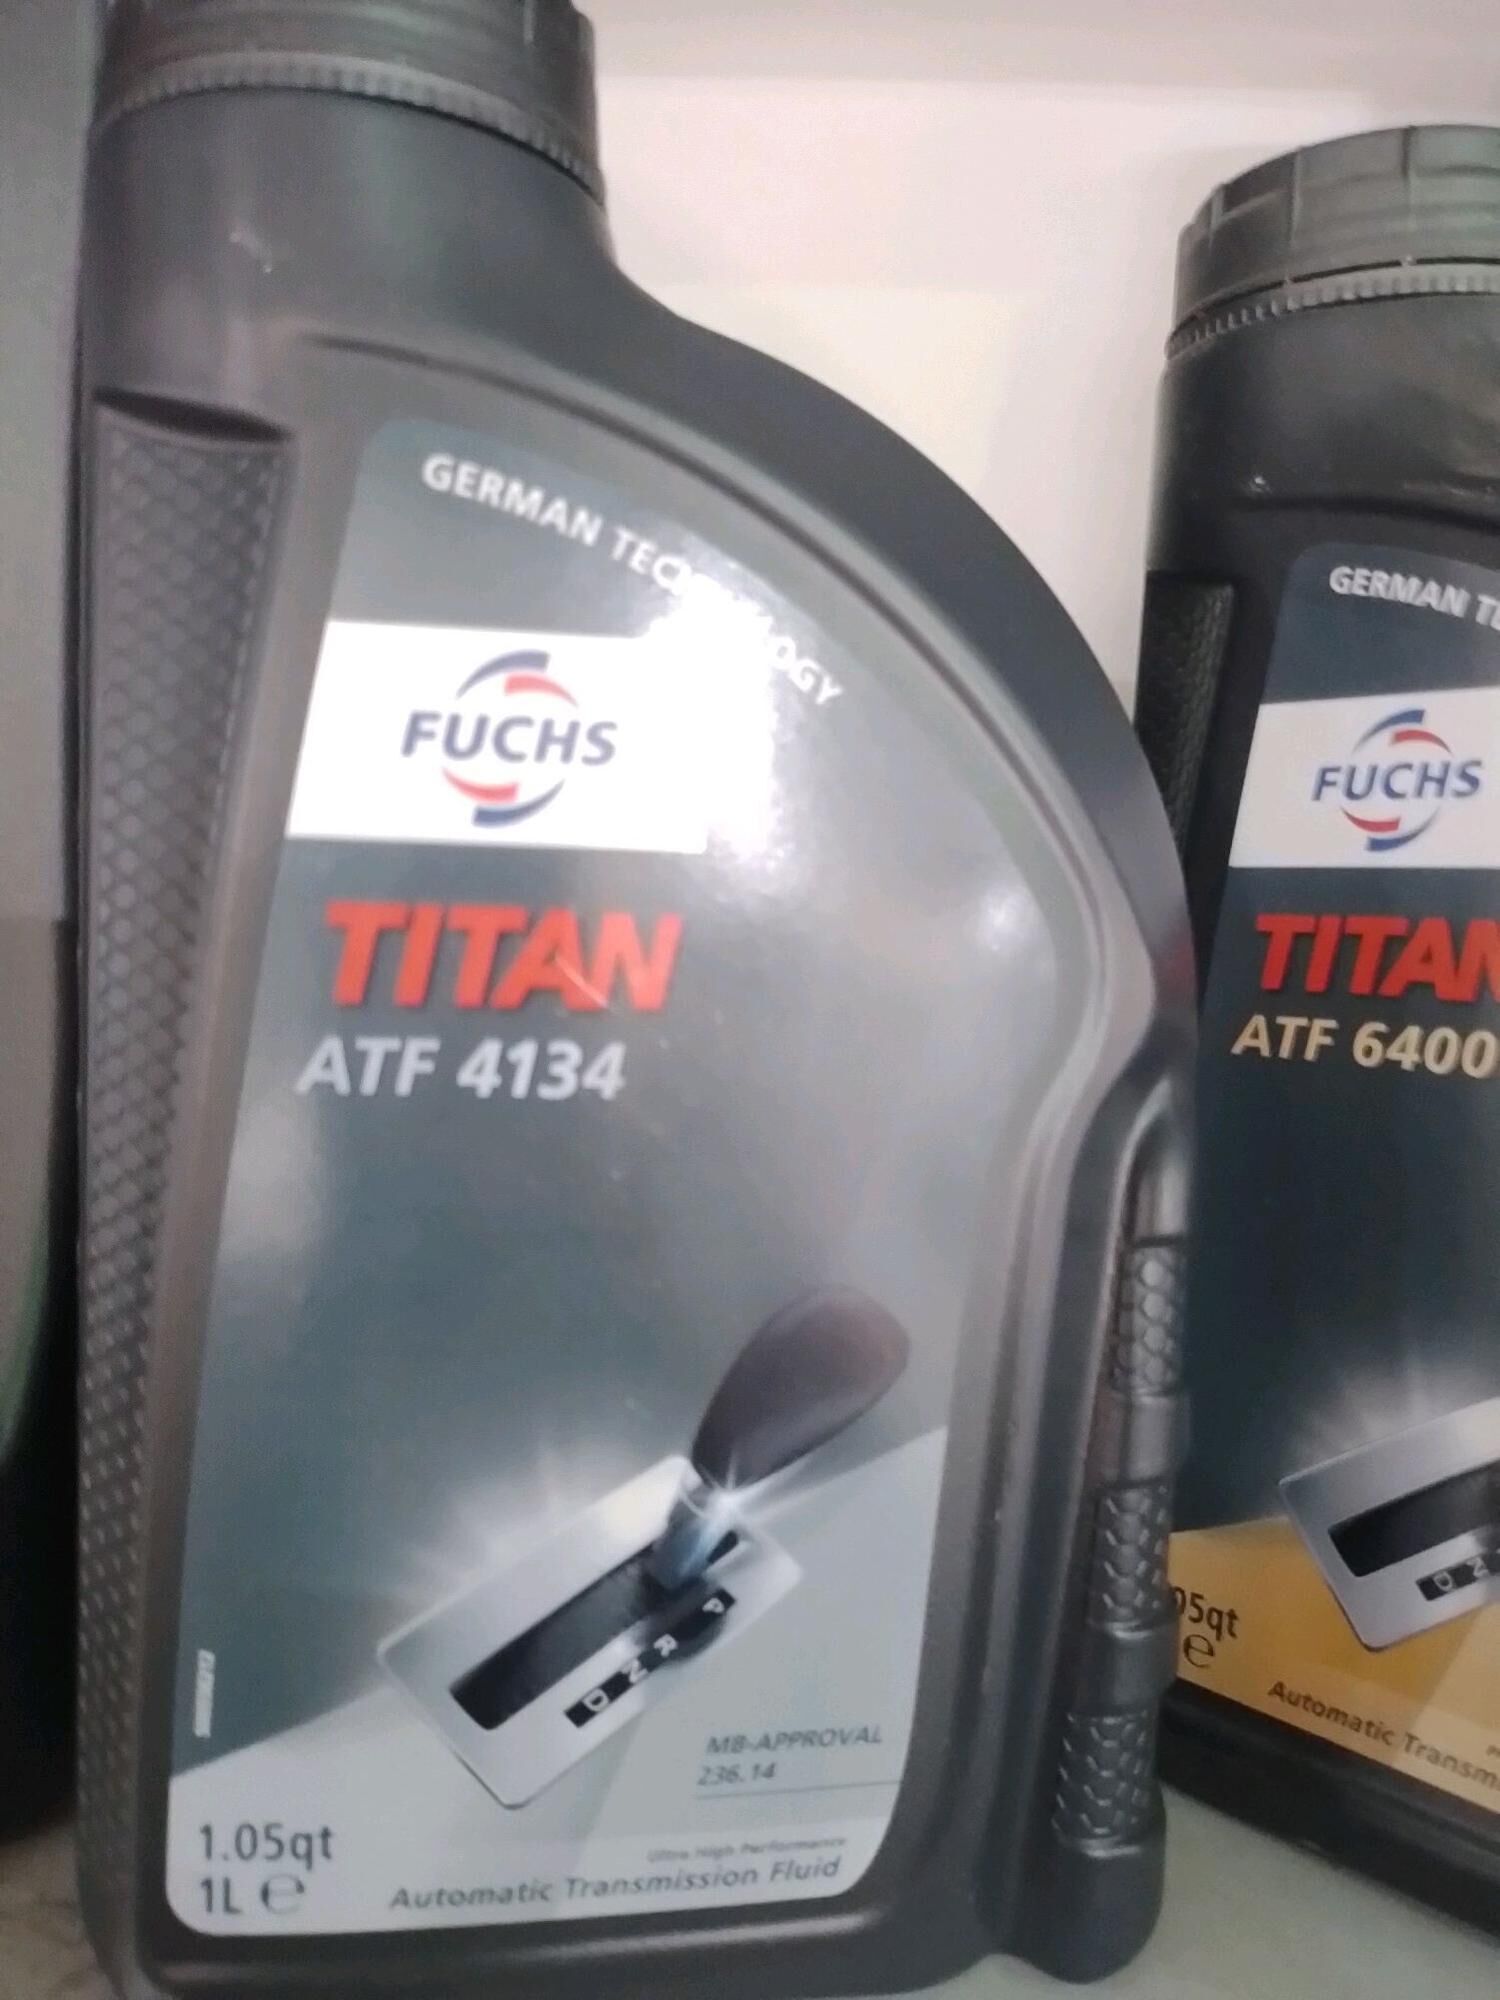 GERMAN TECHNOLOGY
FUCHS
TITAN
ATF 4134
P
R
N
D
MB-APPROVAL
236.14
1.05qt
1L e
Ultra High Performance
Automatic Transmission Fluid
GERMAN
FUCHS
TITAN
ATF 6400
D N
05qt
e
Automatic Transm